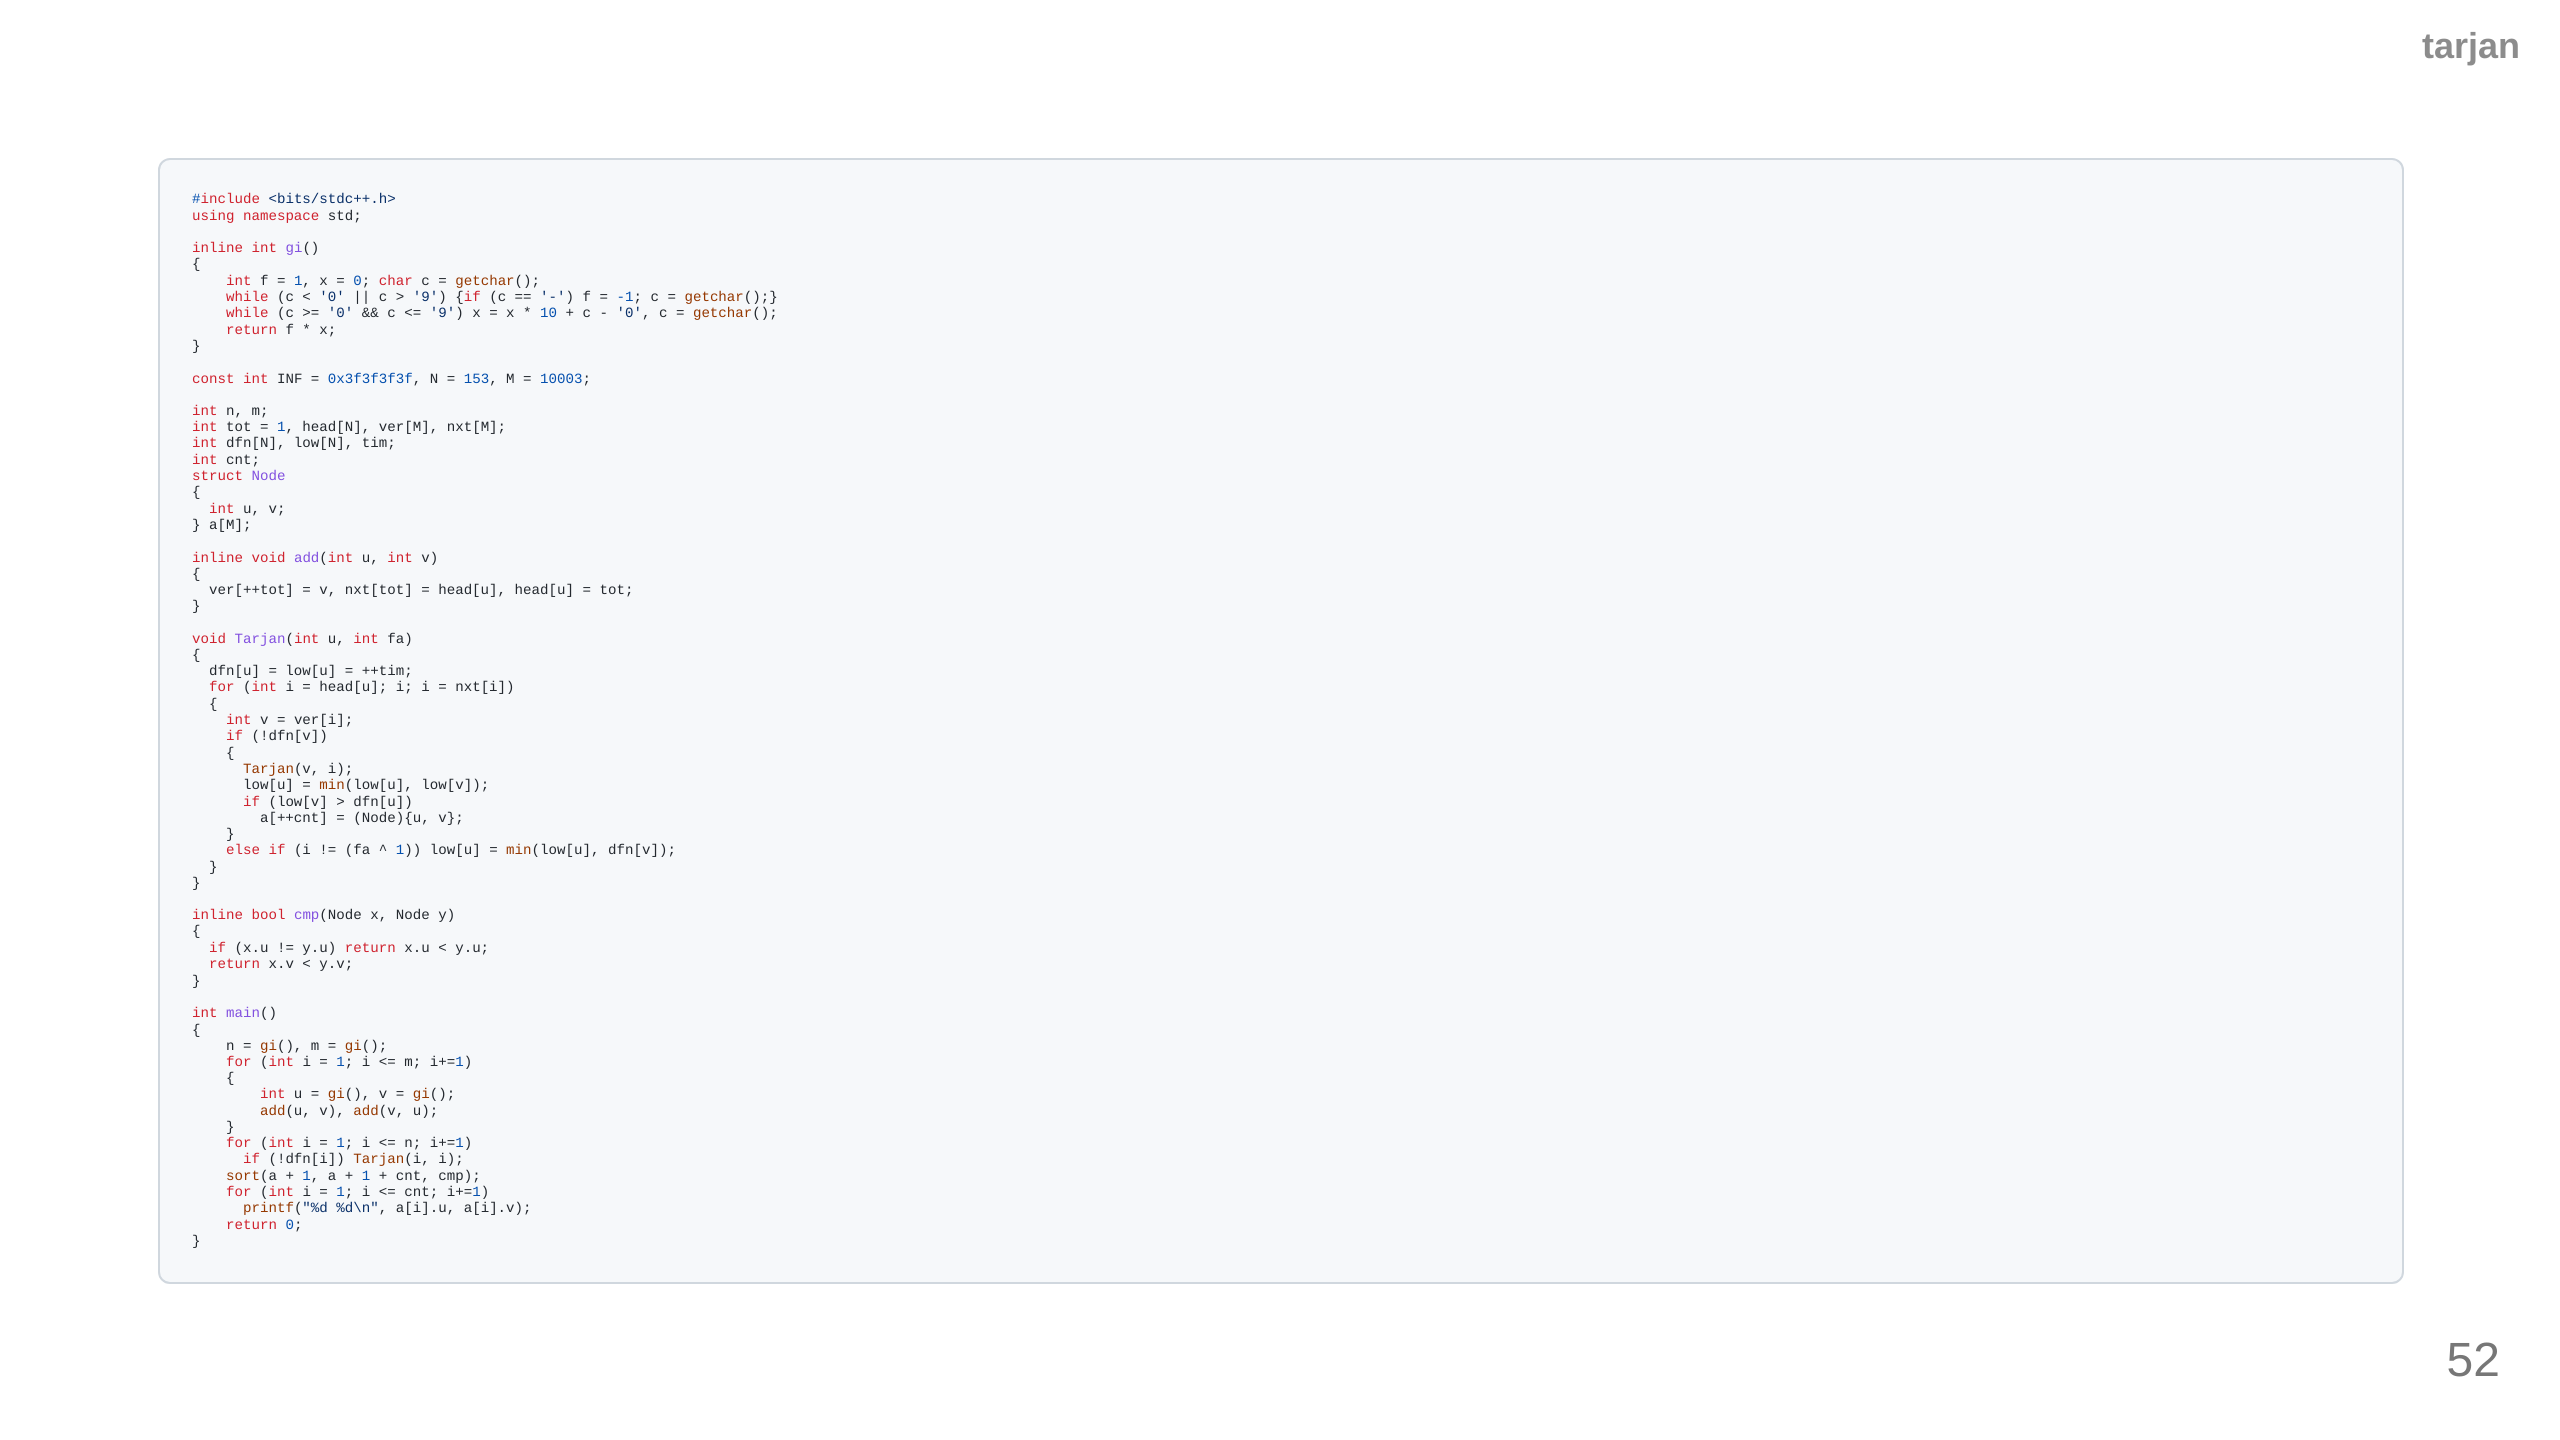 tarjan
#include <bits/stdc++.h>
using namespace std;
inline int gi()
{
    int f = 1, x = 0; char c = getchar();
    while (c < '0' || c > '9') {if (c == '-') f = -1; c = getchar();}
    while (c >= '0' && c <= '9') x = x * 10 + c - '0', c = getchar();
    return f * x;
}
const int INF = 0x3f3f3f3f, N = 153, M = 10003;
int n, m;
int tot = 1, head[N], ver[M], nxt[M];
int dfn[N], low[N], tim;
int cnt;
struct Node
{
  int u, v;
} a[M];
inline void add(int u, int v)
{
  ver[++tot] = v, nxt[tot] = head[u], head[u] = tot;
}
void Tarjan(int u, int fa)
{
  dfn[u] = low[u] = ++tim;
  for (int i = head[u]; i; i = nxt[i])
  {
    int v = ver[i];
    if (!dfn[v])
    {
      Tarjan(v, i);
      low[u] = min(low[u], low[v]);
      if (low[v] > dfn[u])
        a[++cnt] = (Node){u, v};
    }
    else if (i != (fa ^ 1)) low[u] = min(low[u], dfn[v]);
  }
}
inline bool cmp(Node x, Node y)
{
  if (x.u != y.u) return x.u < y.u;
  return x.v < y.v;
}
int main()
{
    n = gi(), m = gi();
    for (int i = 1; i <= m; i+=1)
    {
        int u = gi(), v = gi();
        add(u, v), add(v, u);
    }
    for (int i = 1; i <= n; i+=1)
      if (!dfn[i]) Tarjan(i, i);
    sort(a + 1, a + 1 + cnt, cmp);
    for (int i = 1; i <= cnt; i+=1)
      printf("%d %d\n", a[i].u, a[i].v);
    return 0;
}
52